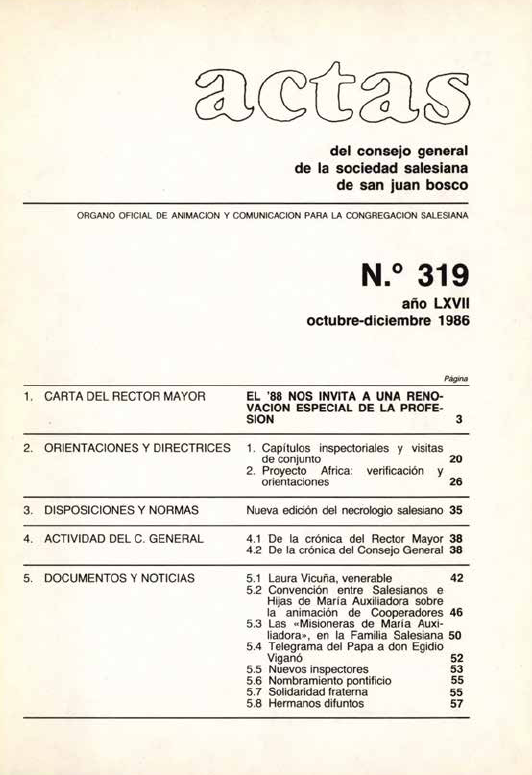 actas
del consejo general
de la sociedad salesiana
de san juan bosco
ORGANO OFICIAL DE ANIMACION Y COMUNICACION PARA LA CONGREGACION SALESIANA
N.º 319
año LXVII
octubre-diciembre 1986
Página
1. CARTA DEL RECTOR MAYOR EL '88 NOS INVITA A UNA RENO-
VACION ESPECIAL DE LA PROFE-
SION 3
2. ORIENTACIONES Y DIRECTRICES 1. Capítulos inspectoriales y visitas
de conjunto 20
2. Proyecto Africa: verificación y
orientaciones 26
3. DISPOSICIONES Y NORMAS Nueva edición del necrologio salesiano 35
4. ACTIVIDAD DEL C. GENERAL 4.1 De la crónica del Rector Mayor 38
4.2 De la crónica del Consejo General 38
5. DOCUMENTOS Y NOTICIAS 5.1 Laura Vicuña, venerable 42
5.2 Convención entre Salesianos e
Hijas de María Auxiliadora sobre
la animación de Cooperadores 46
5.3 Las «Misioneras de María Auxi-
liadora», en la Familia Salesiana 50
5.4 Telegrama del Papa a don Egidio
Viganó 52
5.5 Nuevos inspectores 53
5.6 Nombramiento pontificio 55
5.7 Solidaridad fraterna 55
5.8 Hermanos difuntos 57